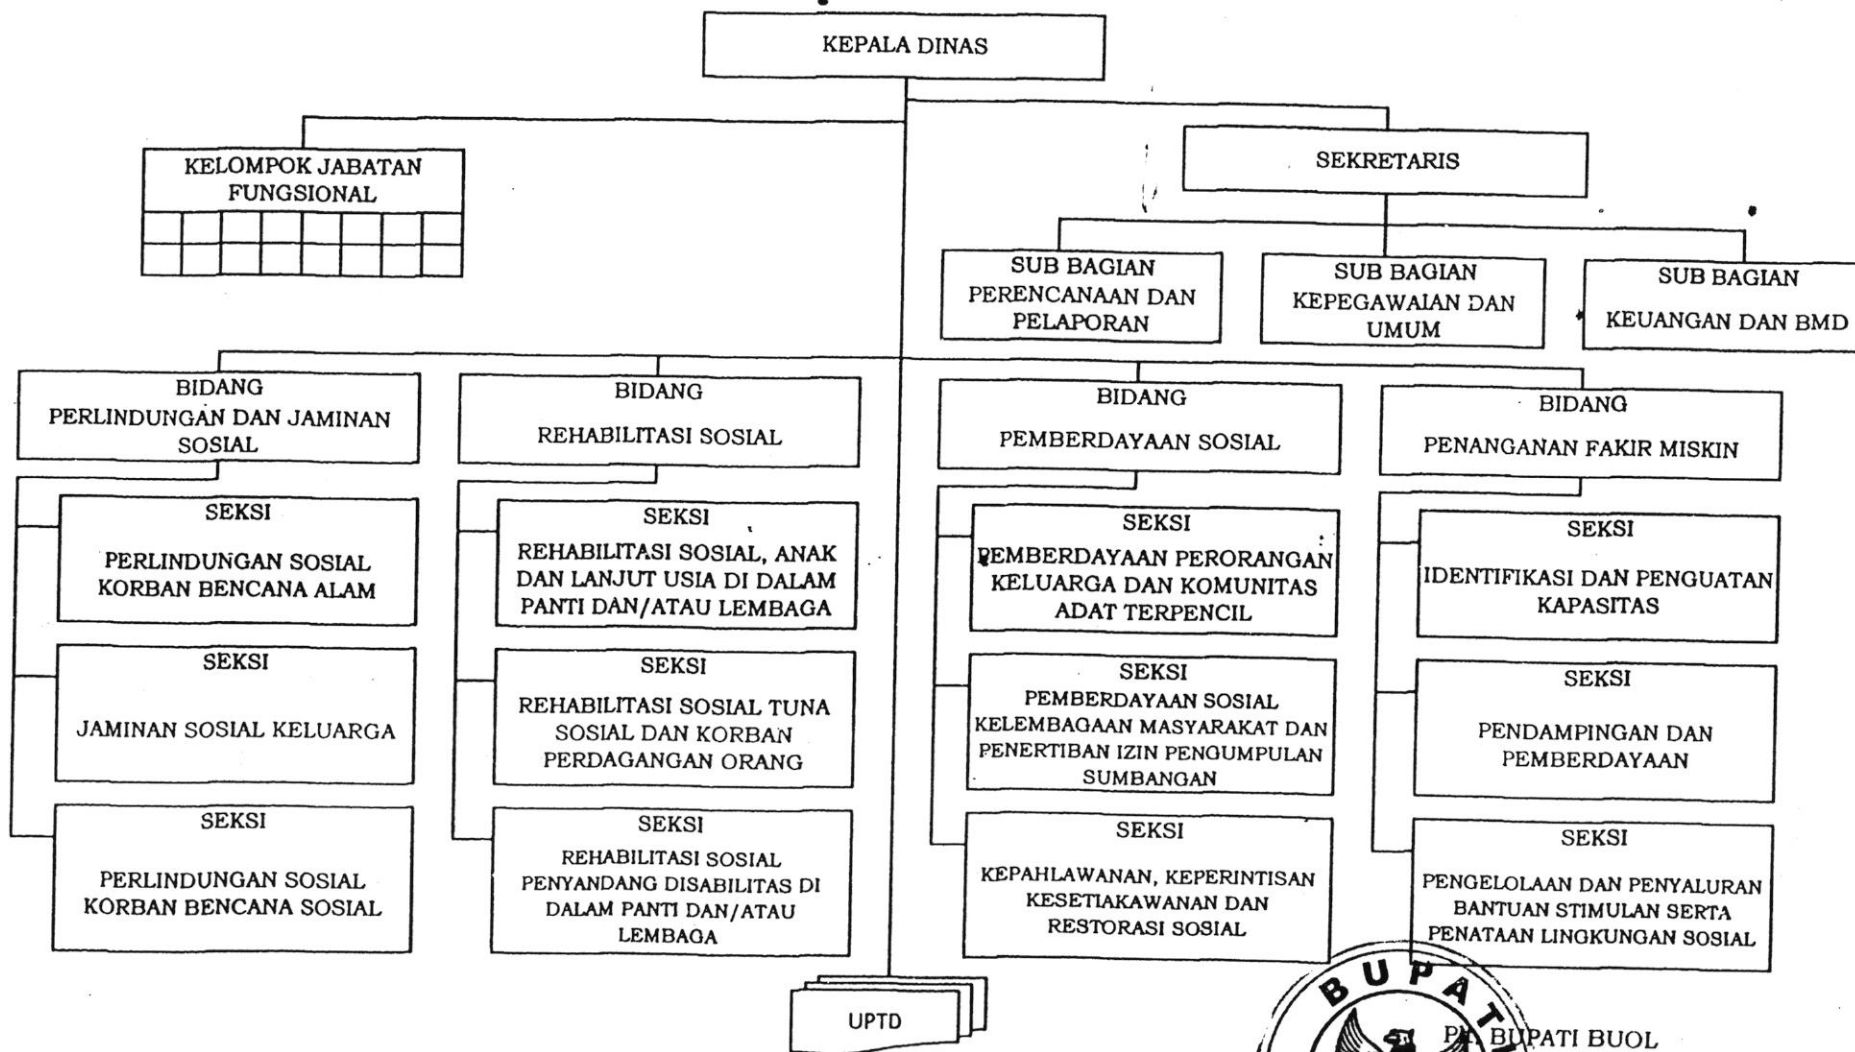 KEPALA DINAS
KELOMPOK JABATAN
FUNGSIONAL
SEKRETARIS
SUB BAGIAN
PERENCANAAN DAN
PELAPORAN
SUB BAGIAN
KEPEGAWAIAN DAN
UMUM
SUB BAGIAN
KEUANGAN DAN BMD
BIDANG
PERLINDUNGAN DAN JAMINAN
SOSIAL
BIDANG
REHABILITASI SOSIAL
BIDANG
PEMBERDAYAAN SOSIAL
BIDANG
PENANGANAN FAKIR MISKIN
SEKSI
PERLINDUNGAN SOSIAL
KORBAN BENCANA ALAM
SEKSI
JAMINAN SOSIAL KELUARGA
SEKSI
PERLINDUNGAN SOSIAL
KORBAN BENCANA SOSIAL
SEKSI
REHABILITASI SOSIAL, ANAK
DAN LANJUT USIA DI DALAM
PANTI DAN/ATAU LEMBAGA
SEKSI
REHABILITASI SOSIAL TUNA
SOSIAL DAN KORBAN
PERDAGANGAN ORANG
SEKSI
REHABILITASI SOSIAL
PENYANDANG DISABILITAS DI
DALAM PANTI DAN/ATAU
LEMBAGA
SEKSI
PEMBERDAYAAN PERORANGAN
KELUARGA DAN KOMUNITAS
ADAT TERPENCIL
SEKSI
PEMBERDAYAAN SOSIAL
KELEMBAGAAN MASYARAKAT DAN
PENERTIBAN IZIN PENGUMPULAN
SUMBANGAN
SEKSI
KEPAHLAWANAN, KEPERINTISAN
KESETIAKAWANAN DAN
RESTORASI SOSIAL
SEKSI
IDENTIFIKASI DAN PENGUATAN
KAPASITAS
SEKSI
PENDAMPINGAN DAN
PEMBERDAYAAN
SEKSI
PENGELOLAAN DAN PENYALURAN
BANTUAN STIMULAN SERTA
PENATAAN LINGKUNGAN SOSIAL
UPTD
BUPATI
BUPATI BUOL